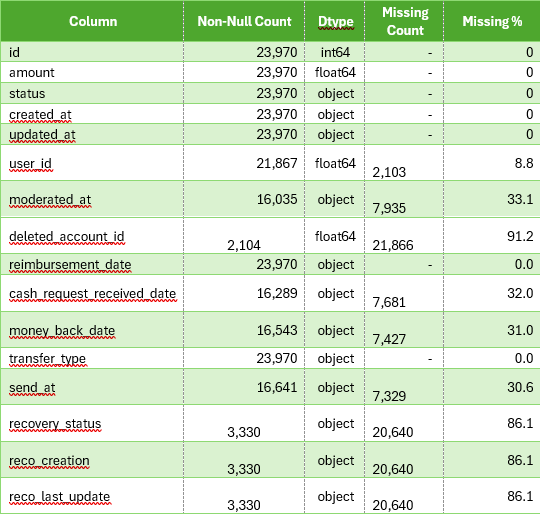 Column Non-Null Count Dtype Missing Count Missing %
id 23,970 int64 - 0
amount 23,970 float64 - 0
status 23,970 object - 0
created_at 23,970 object - 0
updated_at 23,970 object - 0
user_id 21,867 float64 2,103 8.8
moderated_at 16,035 object 7,935 33.1
deleted_account_id 2,104 float64 21,866 91.2
reimbursement_date 23,970 object - 0.0
cash_request_received_date 16,289 object 7,681 32.0
money_back_date 16,543 object 7,427 31.0
transfer_type 23,970 object - 0.0
send_at 16,641 object 7,329 30.6
recovery_status 3,330 object 20,640 86.1
reco_creation 3,330 object 20,640 86.1
reco_last_update 3,330 object 20,640 86.1